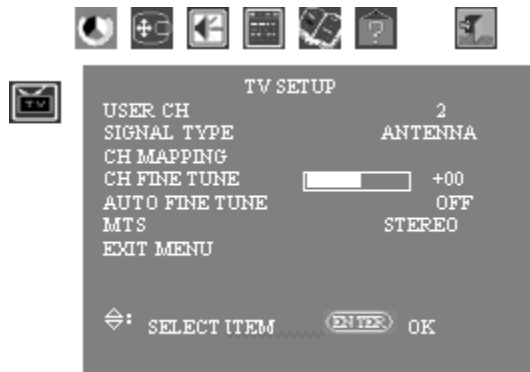 TV SETUP
TV
USER CH 2
SIGNAL TYPE ANTENNA
CH MAPPING
CH FINE TUNE +00
AUTO FINE TUNE OFF
MTS STEREO
EXIT MENU
: SELECT ITEM ENTER OK